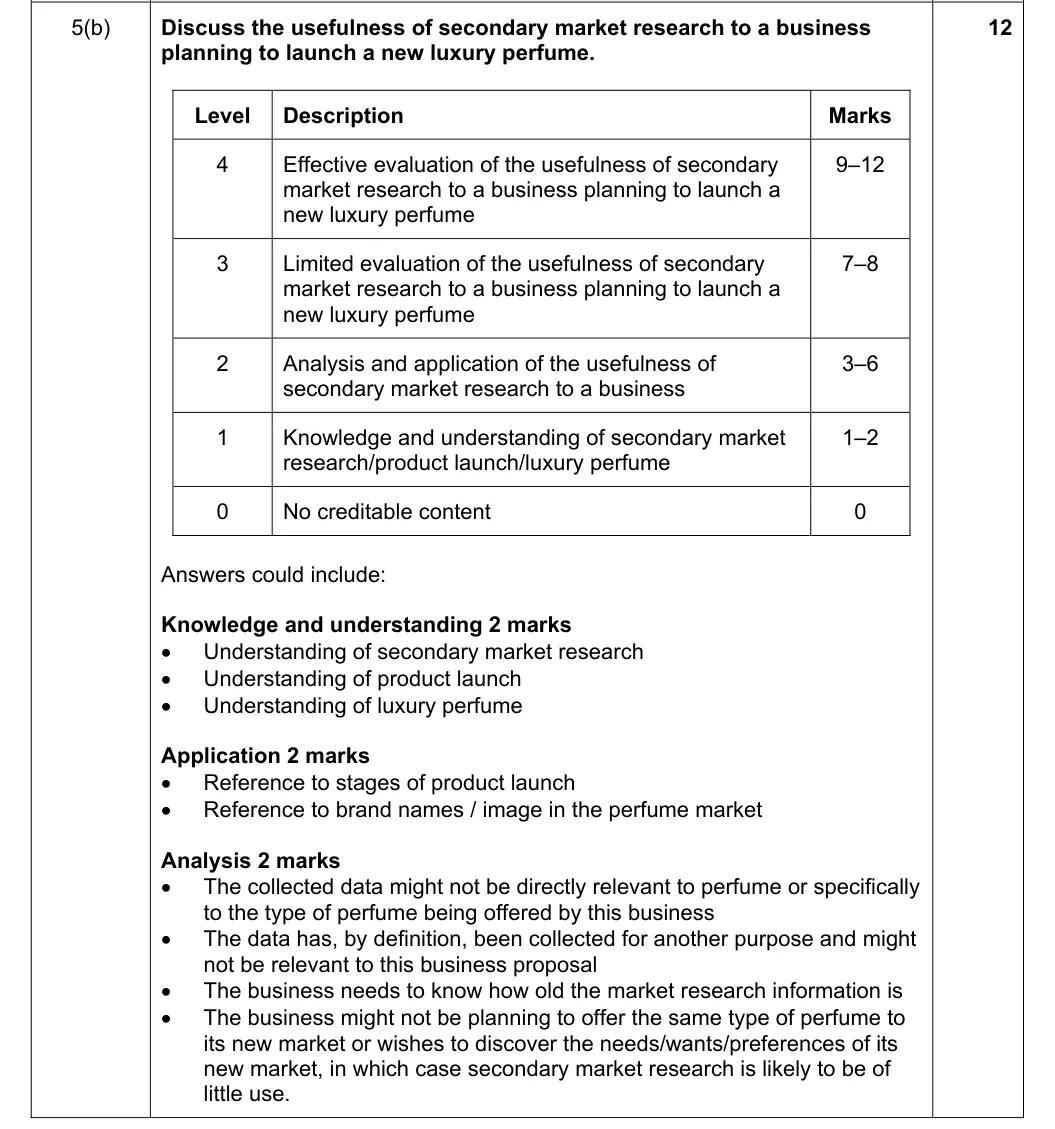 5(b) Discuss the usefulness of secondary market research to a business 12
planning to launch a new luxury perfume.
Level Description Marks
4 Effective evaluation of the usefulness of secondary 9–12
market research to a business planning to launch a
new luxury perfume
3 Limited evaluation of the usefulness of secondary 7–8
market research to a business planning to launch a
new luxury perfume
2 Analysis and application of the usefulness of 3–6
secondary market research to a business
1 Knowledge and understanding of secondary market 1–2
research/product launch/luxury perfume
0 No creditable content 0
Answers could include:
Knowledge and understanding 2 marks
• Understanding of secondary market research
• Understanding of product launch
• Understanding of luxury perfume
Application 2 marks
• Reference to stages of product launch
• Reference to brand names / image in the perfume market
Analysis 2 marks
• The collected data might not be directly relevant to perfume or specifically
to the type of perfume being offered by this business
• The data has, by definition, been collected for another purpose and might
not be relevant to this business proposal
• The business needs to know how old the market research information is
• The business might not be planning to offer the same type of perfume to
its new market or wishes to discover the needs/wants/preferences of its
new market, in which case secondary market research is likely to be of
little use.